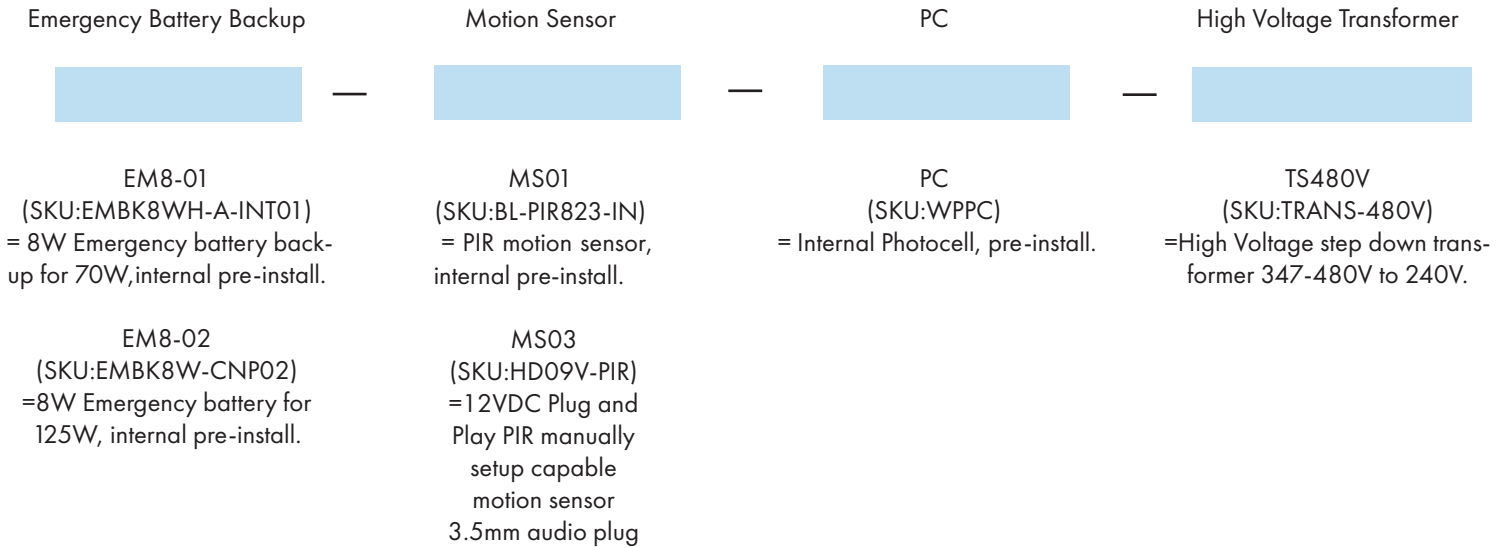 Emergency Battery Backup
Motion Sensor
PC
High Voltage Transformer
— — —
EM8-01
(SKU:EMBK8WH-A-INT01)
= 8W Emergency battery back-
up for 70W,internal pre-install.
EM8-02
(SKU:EMBK8W-CNP02)
=8W Emergency battery for
125W, internal pre-install.
MS01
(SKU:BL-PIR823-IN)
= PIR motion sensor,
internal pre-install.
MS03
(SKU:HD09V-PIR)
=12VDC Plug and
Play PIR manually
setup capable
motion sensor
3.5mm audio plug
PC
(SKU:WPPC)
= Internal Photocell, pre-install.
TS480V
(SKU:TRANS-480V)
=High Voltage step down trans-
former 347-480V to 240V.